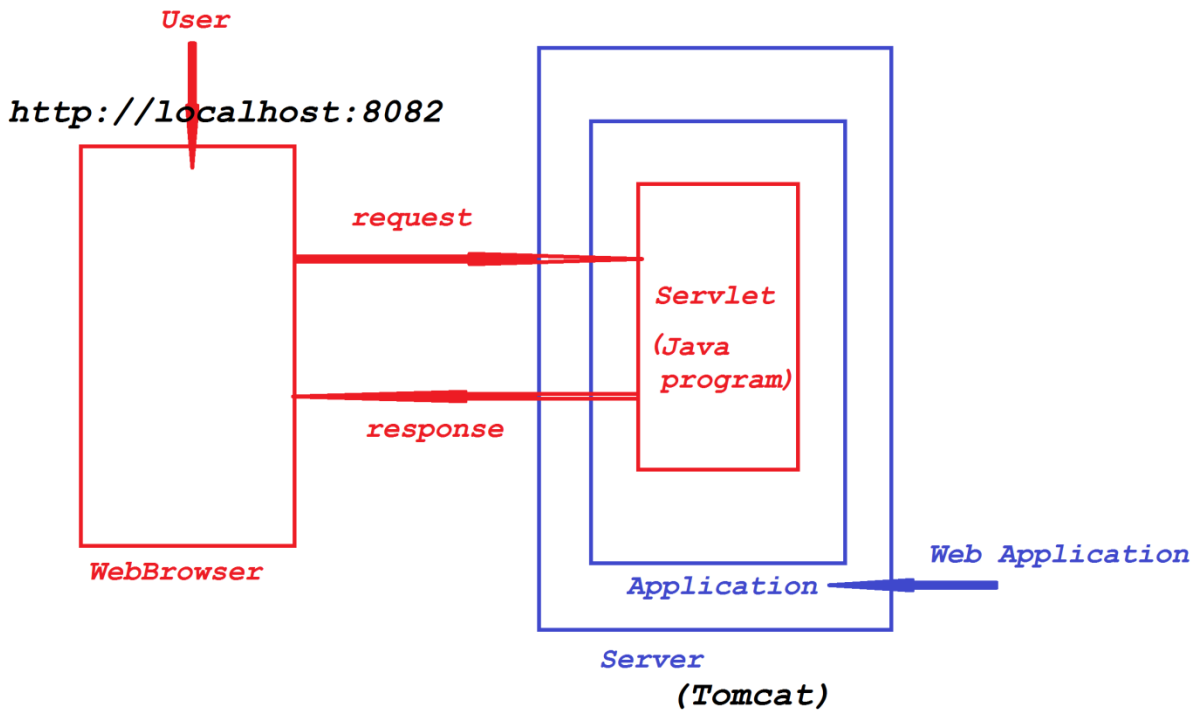 User
http://localhost:8082
request
Servlet
(Java
program)
response
WebBrowser
Web Application
Application
Server
(Tomcat)